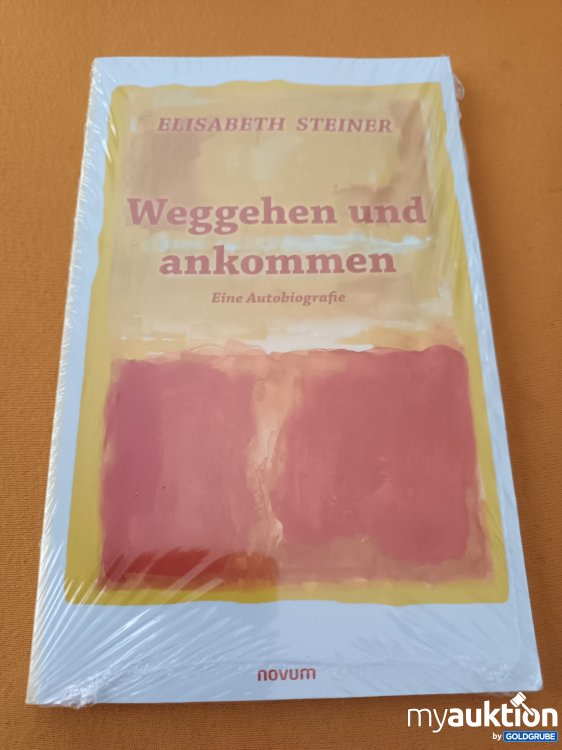 ELISABETH STEINER
Weggehen und
ankommen
Eine Autobiografie
novum
myauktion
by GOLDGRUBE